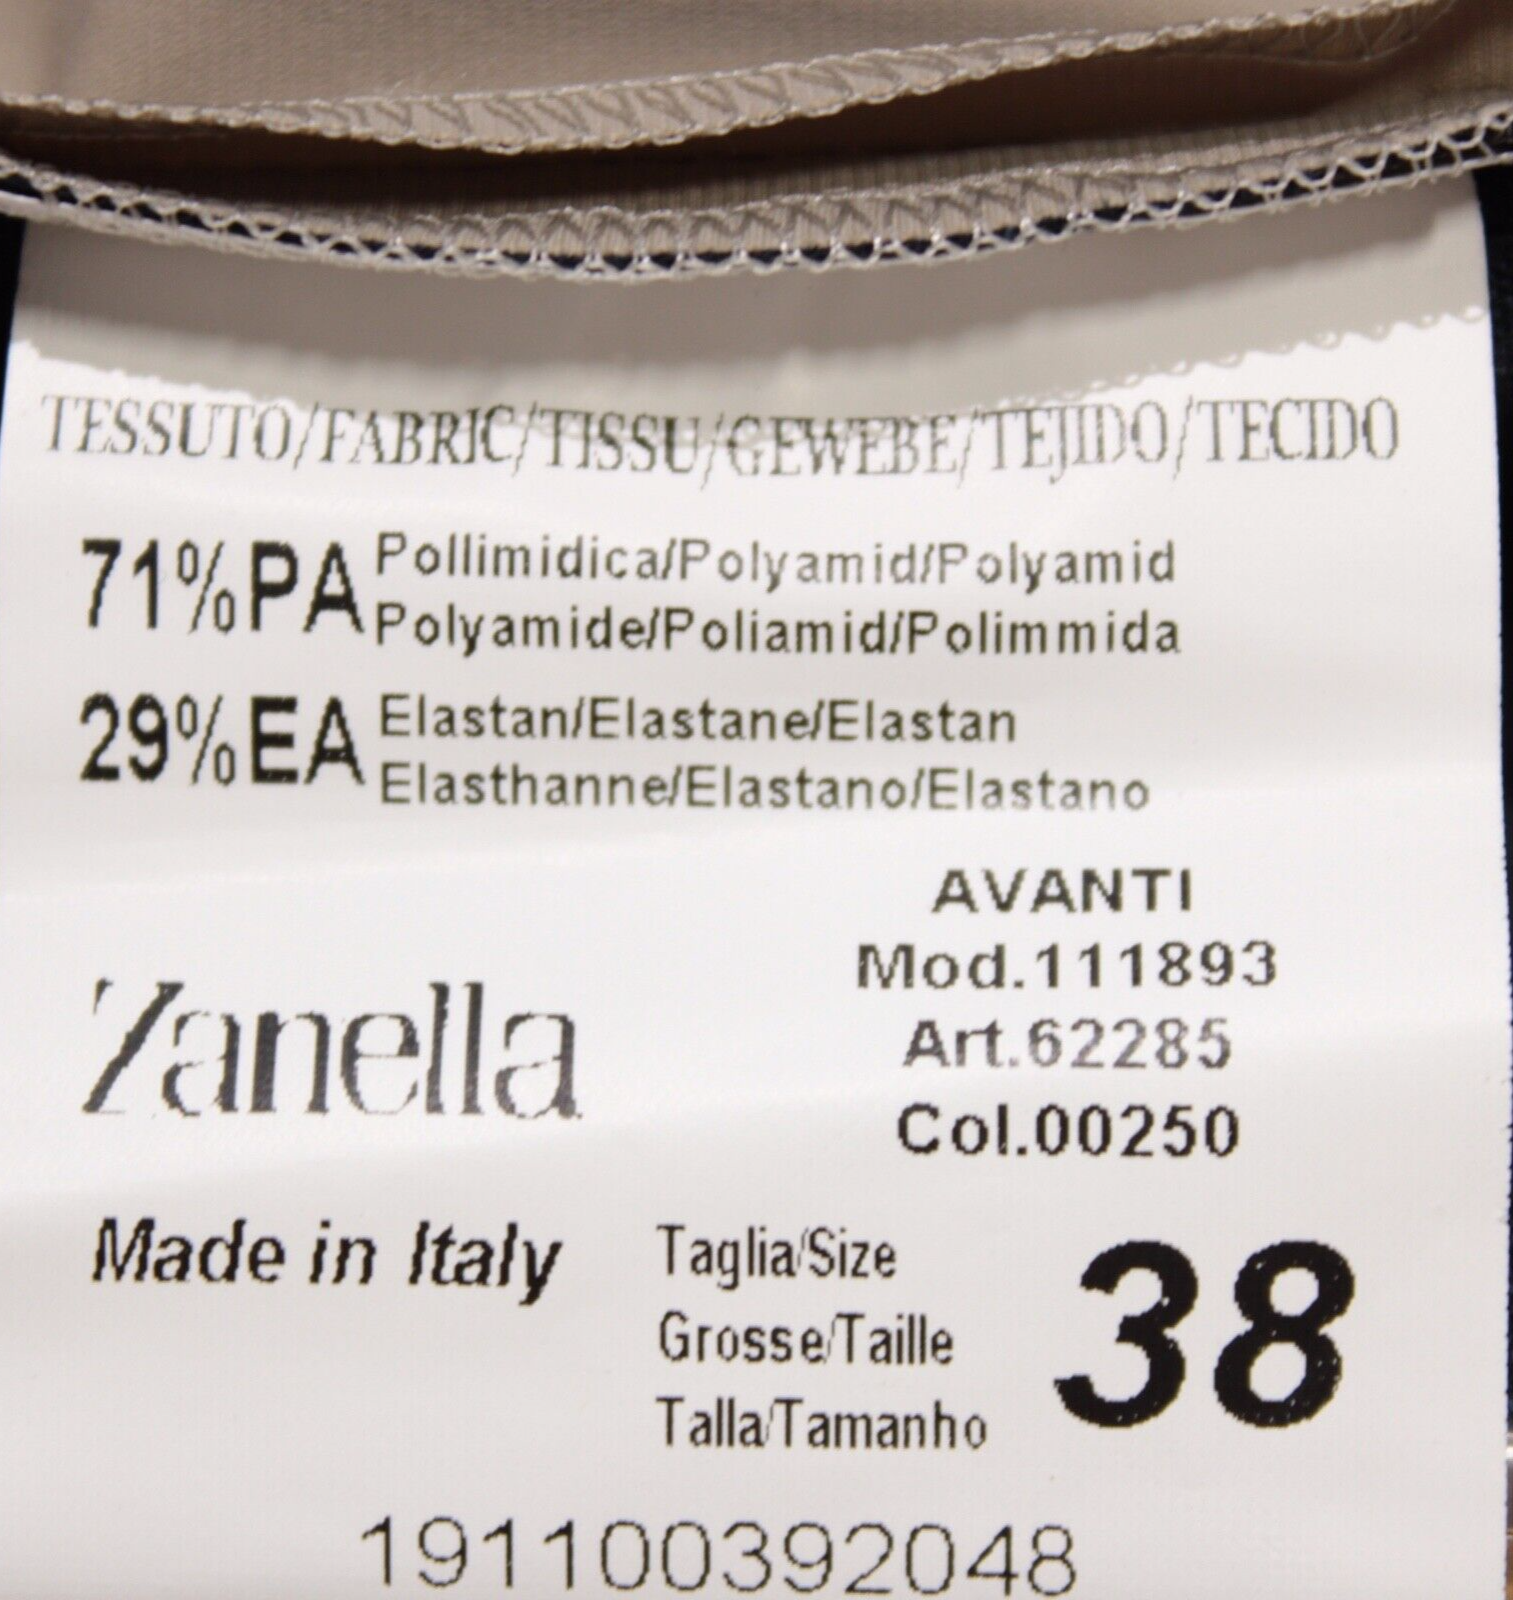 TESSUTO/FABRIC/TISSU/GEWEBE/TEJIDO/TECIDO
71%PA Pollimidica/Polyamid/Polyamid
Polyamide/Poliamid/Polimmida
29%EA Elastan/Elastane/Elastan
Elasthanne/Elastano/Elastano
AVANTI
Mod.111893
Art.62285
Col.00250
Zanella
Made in Italy
Taglia/Size
Grosse/Taille
Talla/Tamanho
38
191100392048